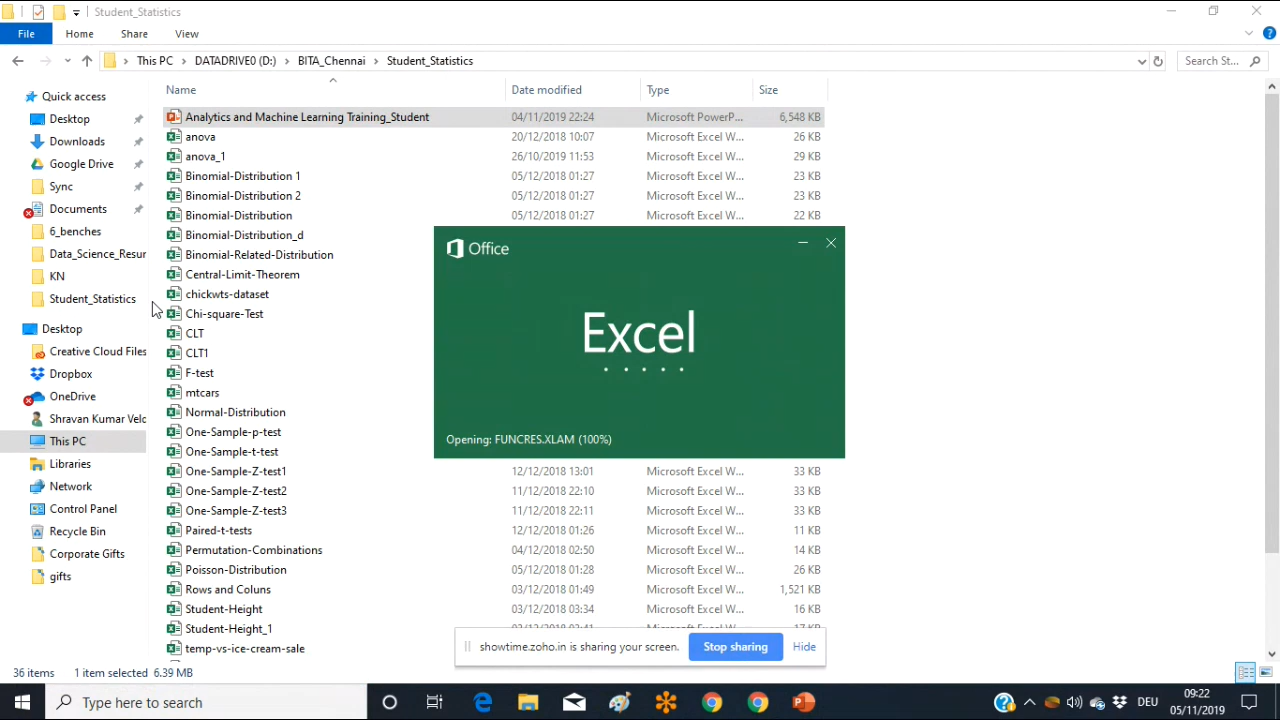 Student_Statistics
File Home Share View
This PC DATADRIVE0 (D:) BITA_Chennai Student_Statistics Search St...
Name Date modified Type Size
Quick access
Desktop
Downloads
Google Drive
Sync
Documents
6_benches
Data_Science_Resur
KN
Student_Statistics
Desktop
Creative Cloud Files
Dropbox
OneDrive
Shravan Kumar Velo
This PC
Libraries
Network
Control Panel
Recycle Bin
Corporate Gifts
gifts
Analytics and Machine Learning Training_Student 04/11/2019 22:24 Microsoft PowerP... 6,548 KB
anova 20/12/2018 10:07 Microsoft Excel W... 26 KB
anova_1 26/10/2019 11:53 Microsoft Excel W... 29 KB
Binomial-Distribution 1 05/12/2018 01:27 Microsoft Excel W... 23 KB
Binomial-Distribution 2 05/12/2018 01:27 Microsoft Excel W... 23 KB
Binomial-Distribution 05/12/2018 01:27 Microsoft Excel W... 22 KB
Binomial-Distribution_d
Binomial-Related-Distribution
Central-Limit-Theorem
chickwts-dataset
Chi-square-Test
CLT
CLT1
F-test
mtcars
Normal-Distribution
One-Sample-p-test
One-Sample-t-test
One-Sample-Z-test1 12/12/2018 13:01 Microsoft Excel W... 33 KB
One-Sample-Z-test2 11/12/2018 22:10 Microsoft Excel W... 33 KB
One-Sample-Z-test3 11/12/2018 22:11 Microsoft Excel W... 33 KB
Paired-t-tests 12/12/2018 01:26 Microsoft Excel W... 11 KB
Permutation-Combinations 04/12/2018 02:50 Microsoft Excel W... 14 KB
Poisson-Distribution 05/12/2018 01:28 Microsoft Excel W... 26 KB
Rows and Coluns 03/12/2018 01:49 Microsoft Excel W... 1,521 KB
Student-Height 03/12/2018 03:34 Microsoft Excel W... 16 KB
Student-Height_1
temp-vs-ice-cream-sale
Office
Excel
Opening: FUNCRES.XLAM (100%)
showtime.zoho.in is sharing your screen. Stop sharing Hide
36 items 1 item selected 6.39 MB
Type here to search
DEU
09:22
05/11/2019